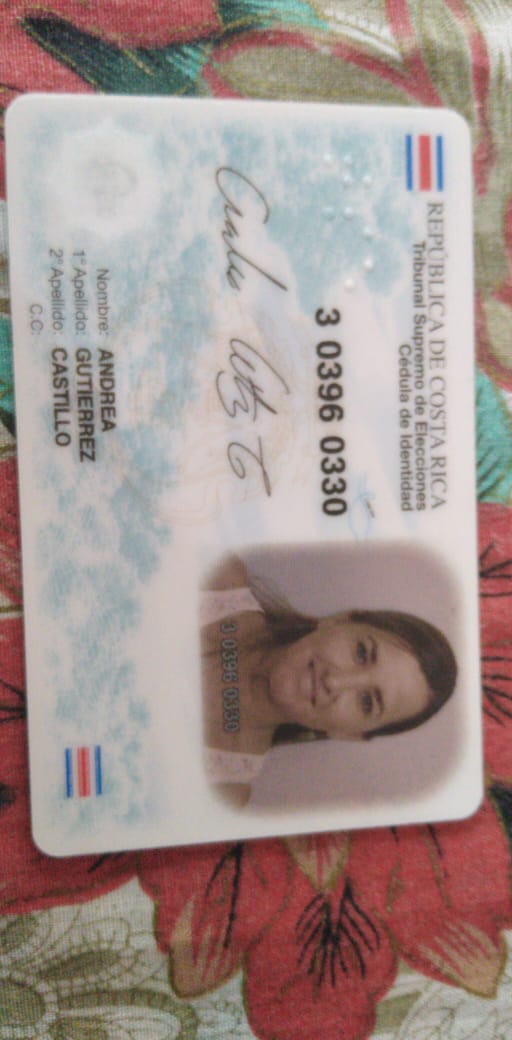 REPÚBLICA DE COSTA RICA
Tribunal Supremo de Elecciones
Cédula de Identidad
3 0396 0330
3 0396 0330
Nombre: ANDREA
1° Apellido: GUTIERREZ
2° Apellido: CASTILLO
C.C: